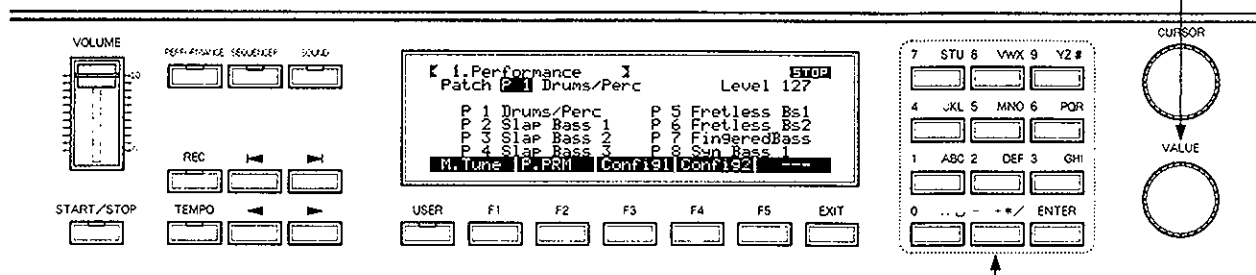 VOLUME
PERFORMANCE SEQUENCER SOUND
CURSOR
10
[ 1.Performance ] STOP
Patch P 1 Drums/Perc Level 127
P 1 Drums/Perc P 5 Fretless Bs1
P 2 Slap Bass 1 P 6 Fretless Bs2
P 3 Slap Bass 2 P 7 FingeredBass
P 4 Slap Bass 3 P 8 Syn Bass 1
M.Tune P.PRM Config1 Config2 ---
7 STU 8 VWX 9 YZ#
4 JKL 5 MNO 6 PQR
1 ABC 2 DEF 3 GHI
0 - +*/ ENTER
VALUE
REC
START/STOP TEMPO
USER F1 F2 F3 F4 F5 EXIT